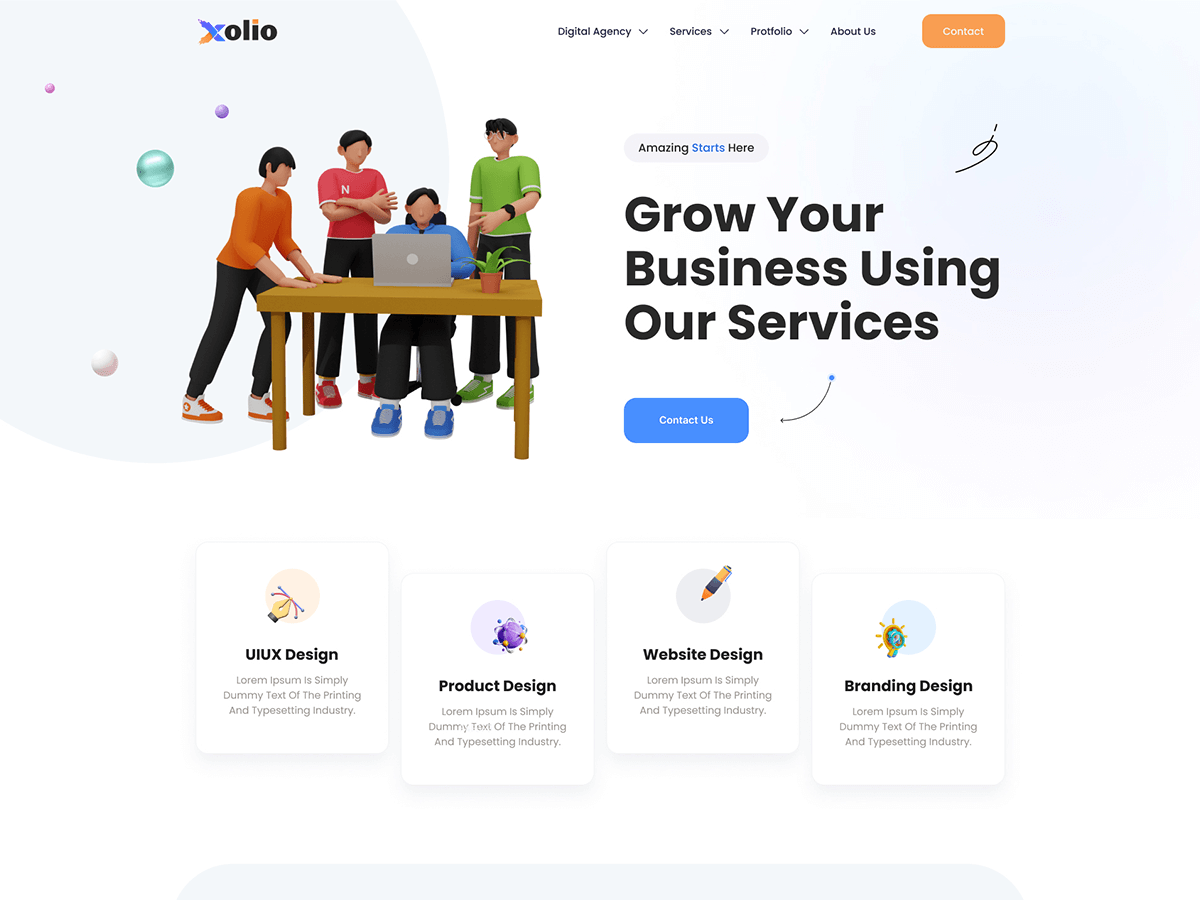 xolio
Digital Agency
Services
Protfolio
About Us
Contact
Amazing Starts Here
Grow Your
Business Using
Our Services
Contact Us
N
UIUX Design
Lorem Ipsum Is Simply
Dummy Text Of The Printing
And Typesetting Industry.
Product Design
Lorem Ipsum Is Simply
Dummy Text Of The Printing
And Typesetting Industry.
Website Design
Lorem Ipsum Is Simply
Dummy Text Of The Printing
And Typesetting Industry.
Branding Design
Lorem Ipsum Is Simply
Dummy Text Of The Printing
And Typesetting Industry.